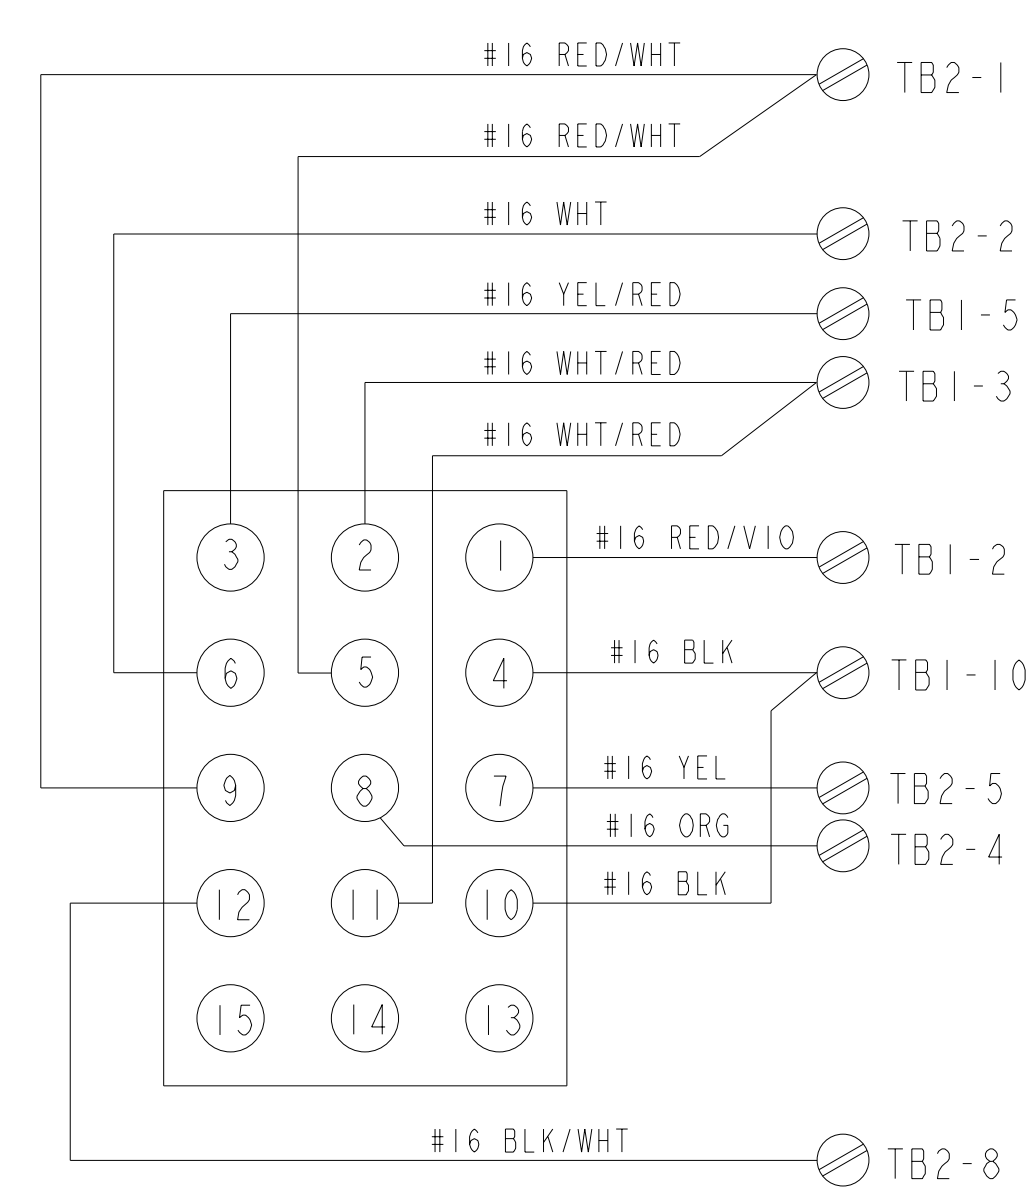 #16 RED/WHT
TB2-1
#16 RED/WHT
#16 WHT
TB2-2
#16 YEL/RED
TB1-5
#16 WHT/RED
TB1-3
#16 WHT/RED
3 2 1
#16 RED/VIO
TB1-2
6 5 4
#16 BLK
TB1-10
9 8 7
#16 YEL
TB2-5
#16 ORG
TB2-4
#16 BLK
12 11 10
15 14 13
#16 BLK/WHT
TB2-8